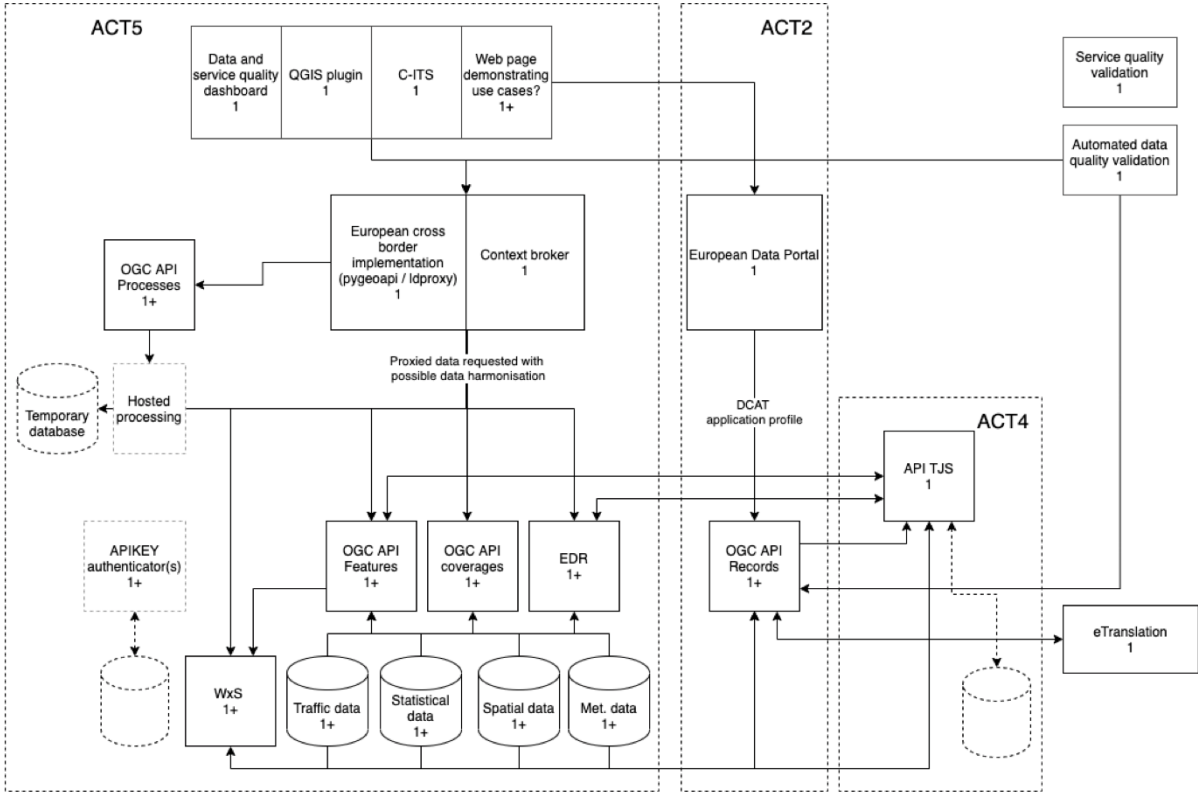 ACT5
ACT2
Data and
service quality
dashboard
1
QGIS plugin
1
C-ITS
1
Web page
demonstrating
use cases?
1+
Service quality
validation
1
Automated data
quality validation
1
European cross
border
implementation
(pygeoapi / ldproxy)
1
Context broker
1
European Data Portal
1
OGC API
Processes
1+
Proxied data requested with
possible data harmonisation
Hosted
processing
Temporary
database
DCAT
application profile
ACT4
API TJS
1
APIKEY
authenticator(s)
1+
OGC API
Features
1+
OGC API
coverages
1+
EDR
1+
OGC API
Records
1+
eTranslation
1
WxS
1+
Traffic data
1+
Statistical
data
1+
Spatial data
1+
Met. data
1+